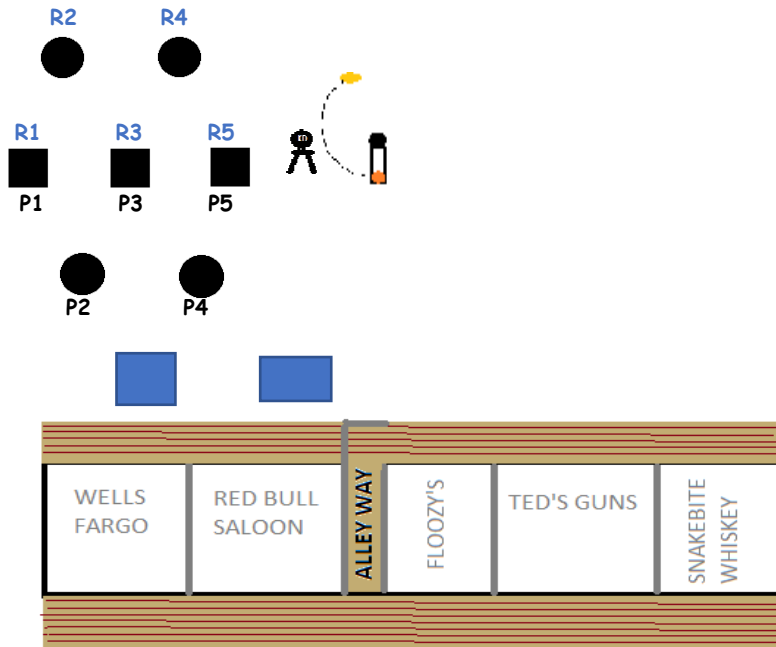 R2 R4
R1 R3 R5
P1 P3 P5
P2 P4
WELLS
FARGO
RED BULL
SALOON
ALLEY WAY
FLOOZY'S
TED'S GUNS
SNAKEBITE
WHISKEY